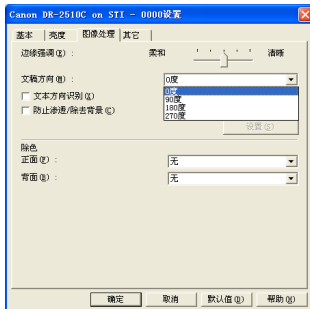 Canon DR-2510C on STI - 0000设置
基本 亮度 图像处理 其它
边缘强调(E): 柔和 清晰
文稿方向(M): 0度
0度
90度
180度
270度
文本方向识别(X)
防止渗透/除去背景(C)
设置(G)
除色
正面(F): 无
背面(B): 无
确定 取消 默认值(D) 帮助(H)